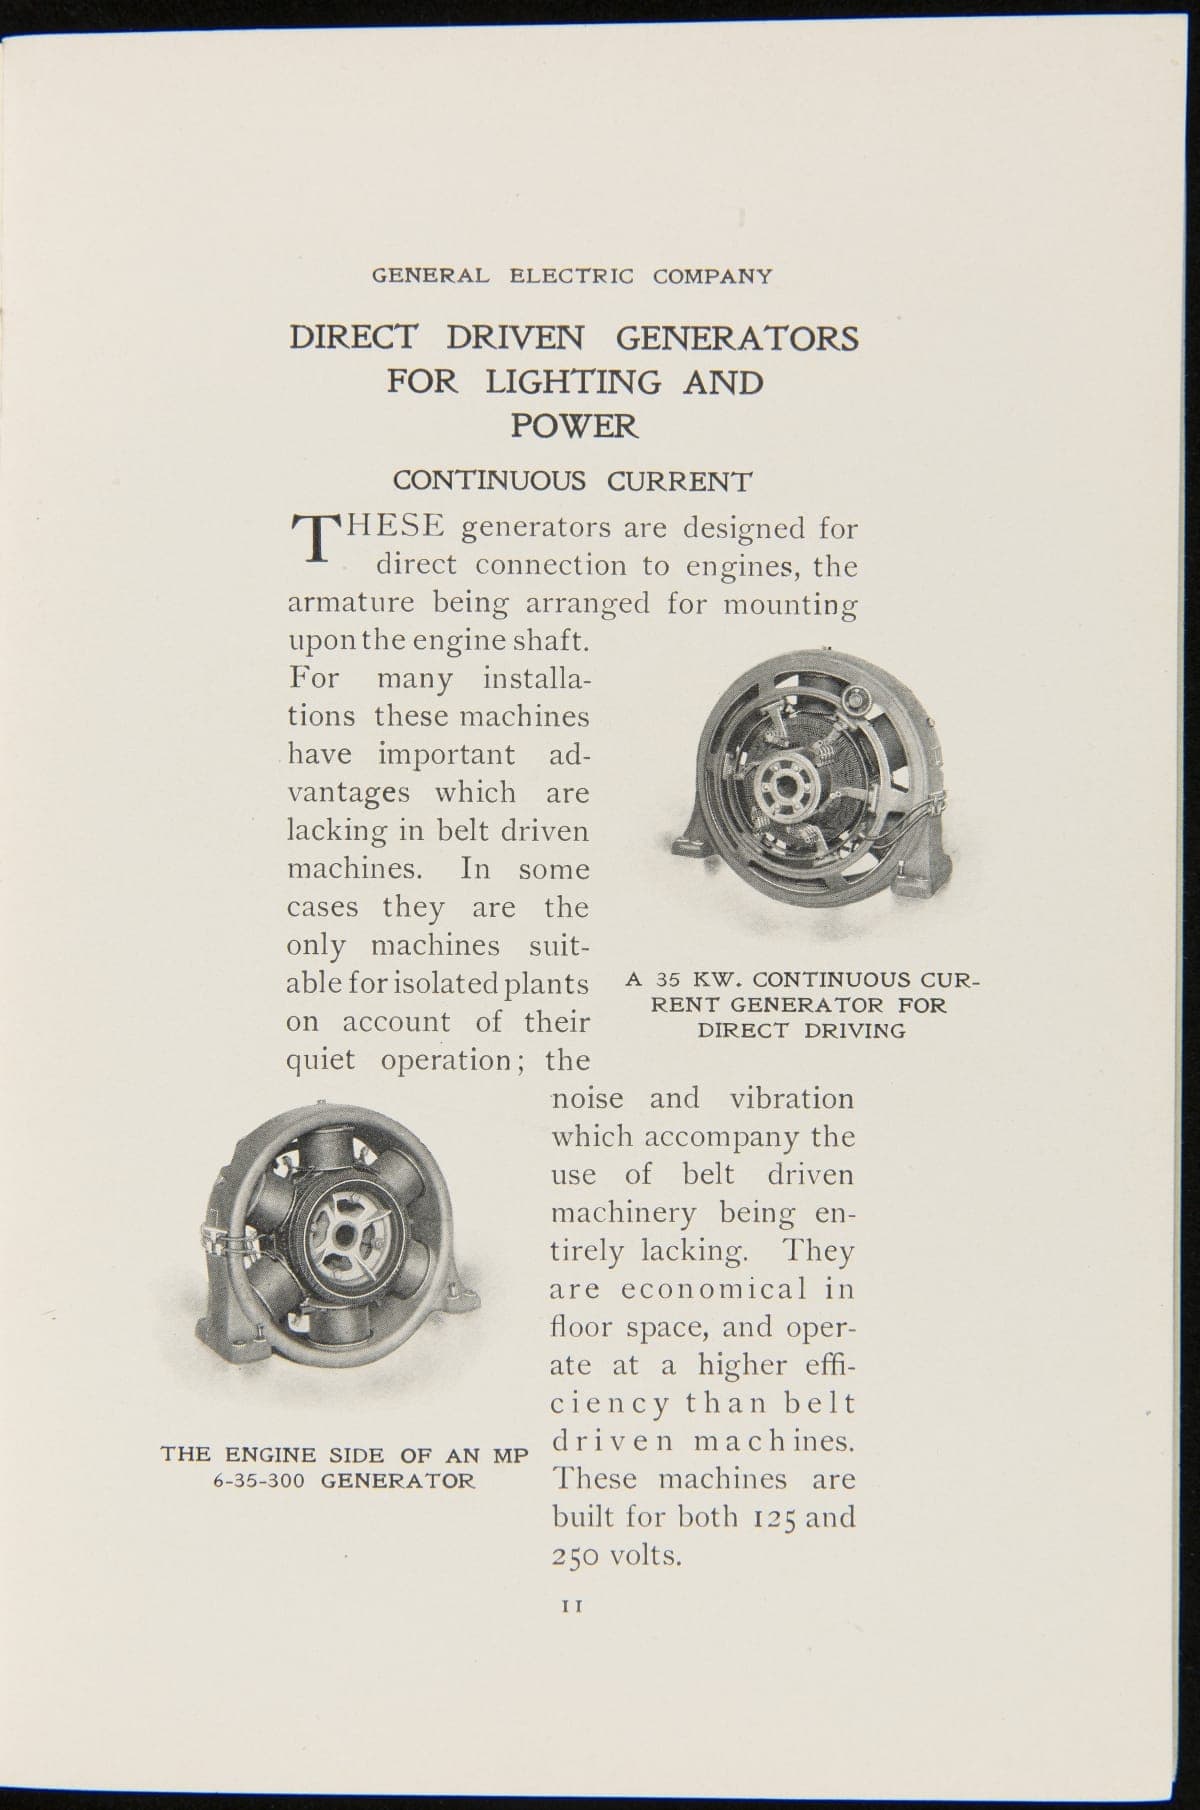 GENERAL ELECTRIC COMPANY
DIRECT DRIVEN GENERATORS
FOR LIGHTING AND
POWER
CONTINUOUS CURRENT
THESE generators are designed for
direct connection to engines, the
armature being arranged for mounting
upon the engine shaft.
For many installa-
tions these machines
have important ad-
vantages which are
lacking in belt driven
machines. In some
cases they are the
only machines suit-
able for isolated plants
on account of their
quiet operation; the
A 35 KW. CONTINUOUS CUR-
RENT GENERATOR FOR
DIRECT DRIVING
noise and vibration
which accompany the
use of belt driven
machinery being en-
tirely lacking. They
are economical in
floor space, and oper-
ate at a higher effi-
ciency than belt
driven machines.
These machines are
built for both 125 and
250 volts.
THE ENGINE SIDE OF AN MP
6-35-300 GENERATOR
11